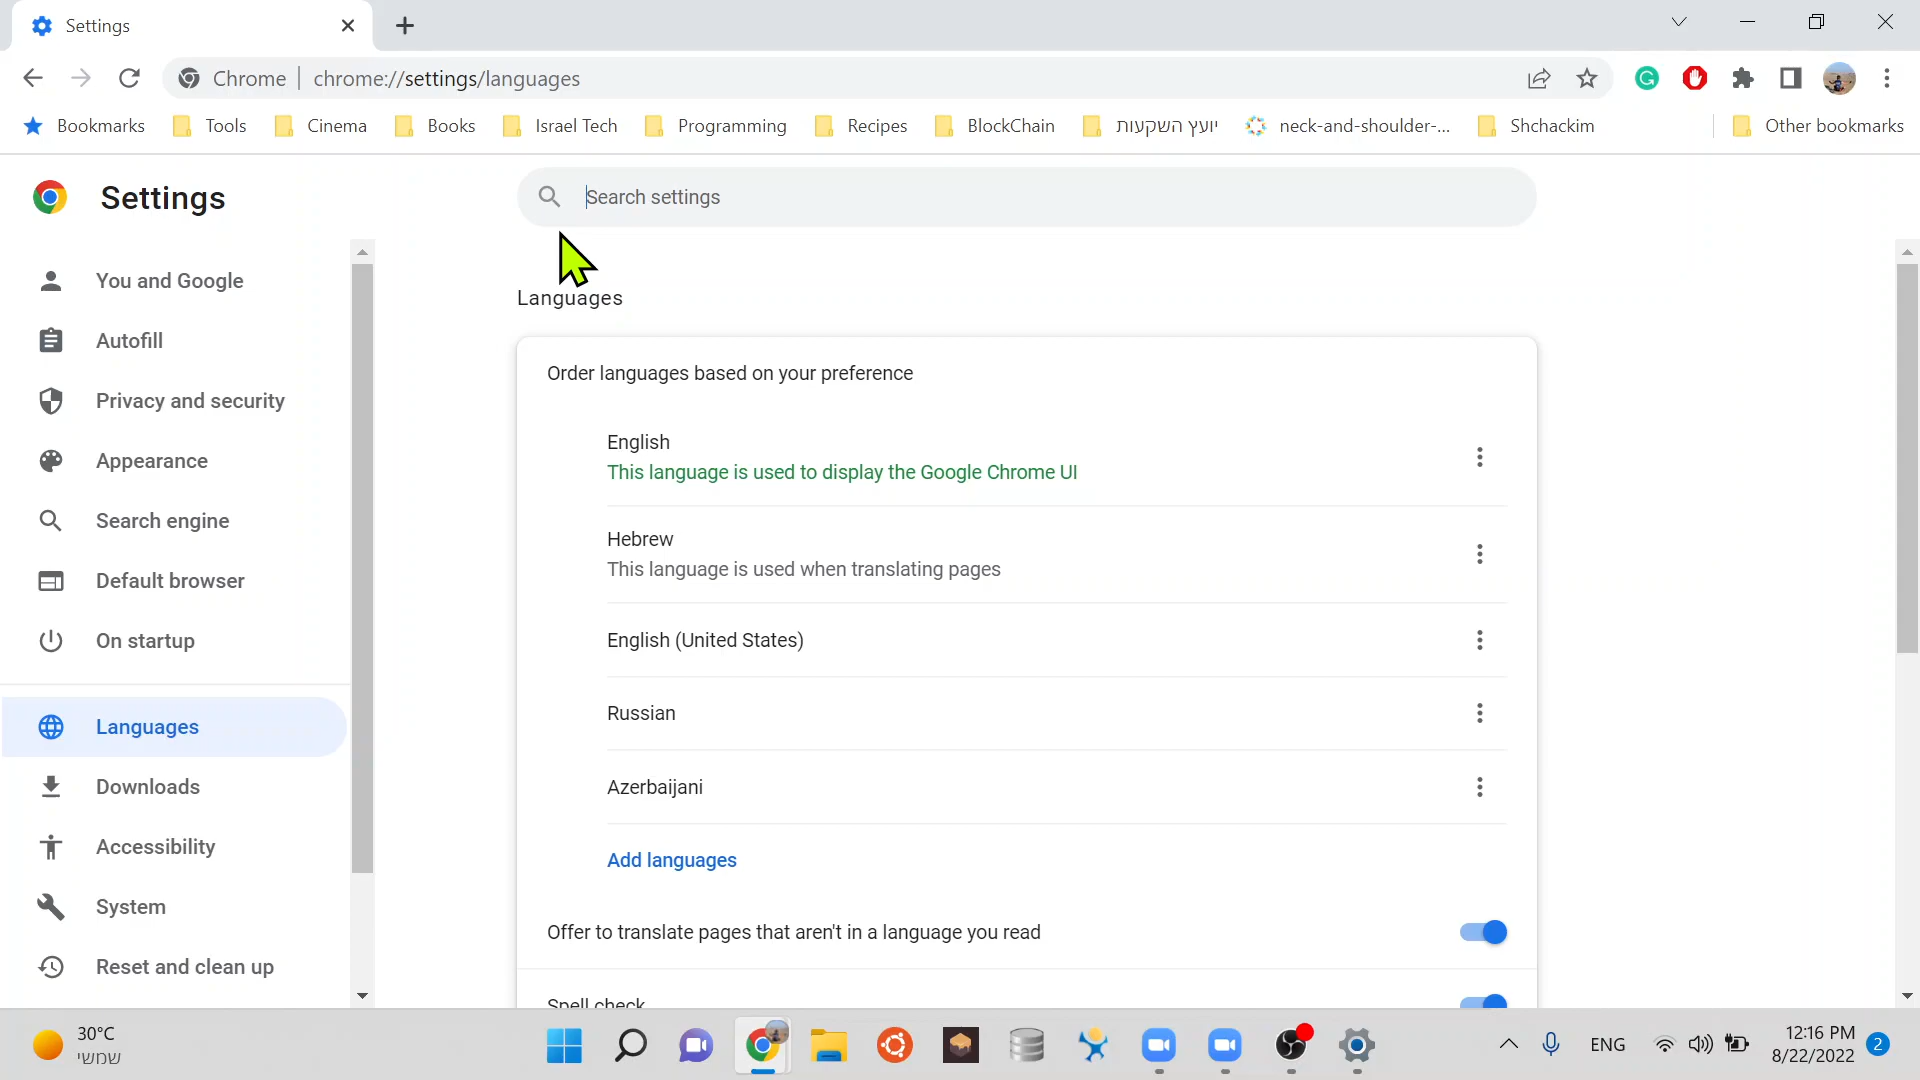 Settings
Chrome
chrome://settings/languages
Bookmarks
Tools
Cinema
Books
Israel Tech
Programming
Recipes
BlockChain
יועץ השקעות
neck-and-shoulder-...
Shchackim
Other bookmarks
Settings
Search settings
You and Google
Autofill
Privacy and security
Appearance
Search engine
Default browser
On startup
Languages
Downloads
Accessibility
System
Reset and clean up
Languages
Order languages based on your preference
English
This language is used to display the Google Chrome UI
Hebrew
This language is used when translating pages
English (United States)
Russian
Azerbaijani
Add languages
Offer to translate pages that aren't in a language you read
Spell check
30°C
שמשי
ENG
12:16 PM
8/22/2022
2